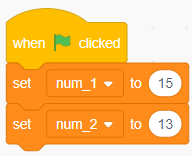 when clicked
set num_1 to 15
set num_2 to 13